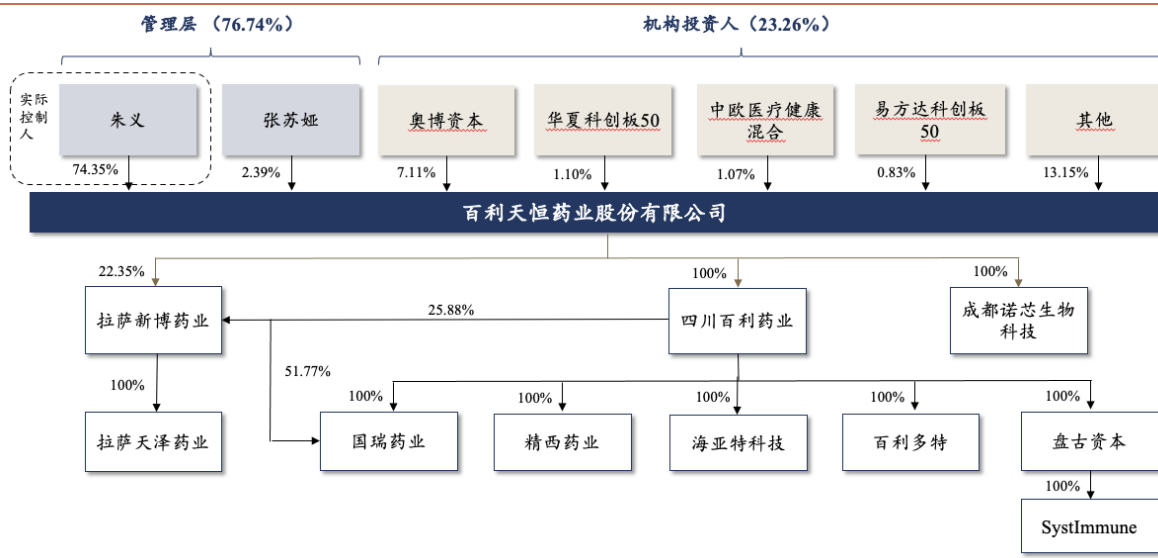 管理层 （76.74%）
机构投资人（23.26%）
实际
控制
人
朱义
张苏娅
奥博资本
华夏科创板50
中欧医疗健康
混合
易方达科创板
50
其他
74.35%
2.39%
7.11%
1.10%
1.07%
0.83%
13.15%
百利天恒药业股份有限公司
22.35%
100%
100%
拉萨新博药业
25.88%
四川百利药业
成都诺芯生物
科技
100%
51.77%
100%
100%
100%
100%
100%
拉萨天泽药业
国瑞药业
精西药业
海亚特科技
百利多特
盘古资本
100%
SystImmune